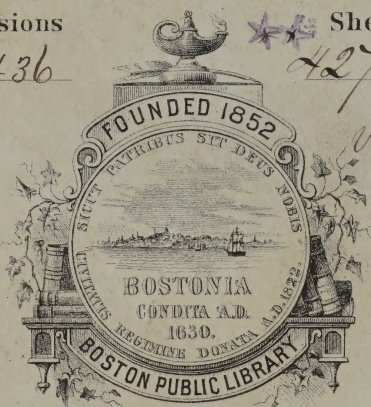 sions
She
436
427
FOUNDED 1852
SICUT PATRIBUS SIT DEUS NOBIS
BOSTONIA
CONDITA A.D.
1630.
CIVITATIS REGIMINE DONATA A.D. 1822
BOSTON PUBLIC LIBRARY